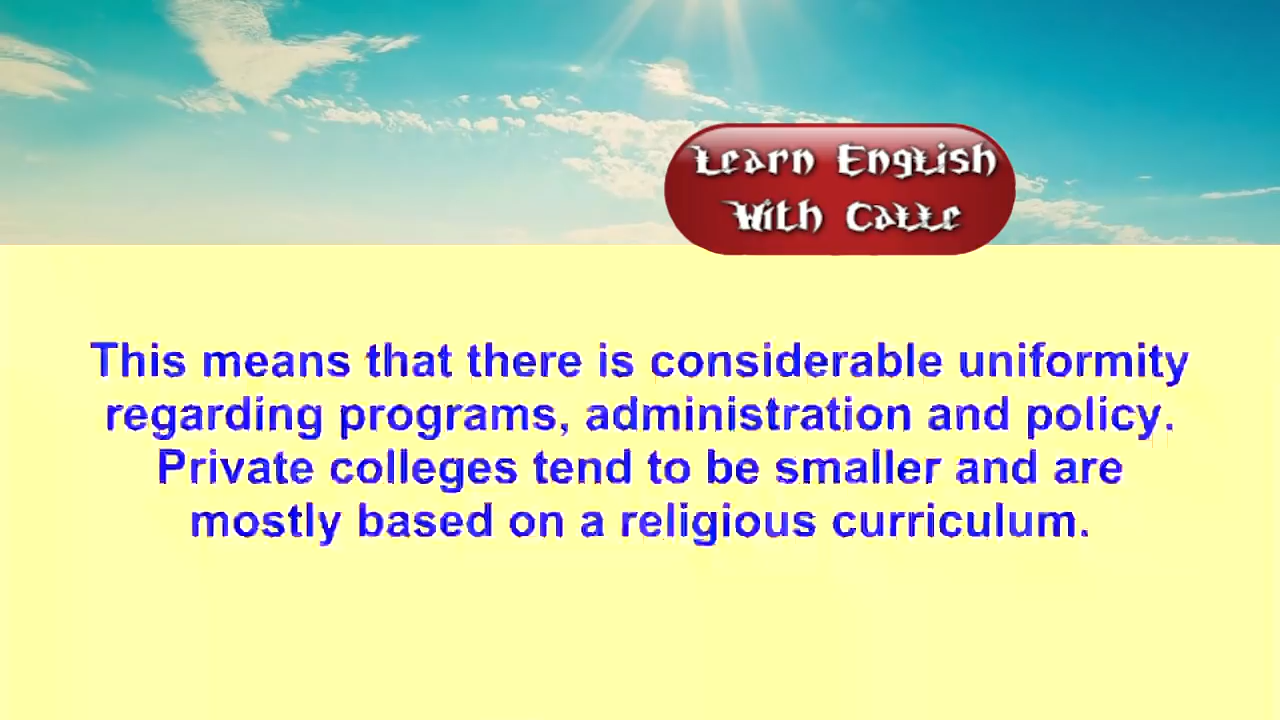 Learn English
With Calle
This means that there is considerable uniformity
regarding programs, administration and policy.
Private colleges tend to be smaller and are
mostly based on a religious curriculum.